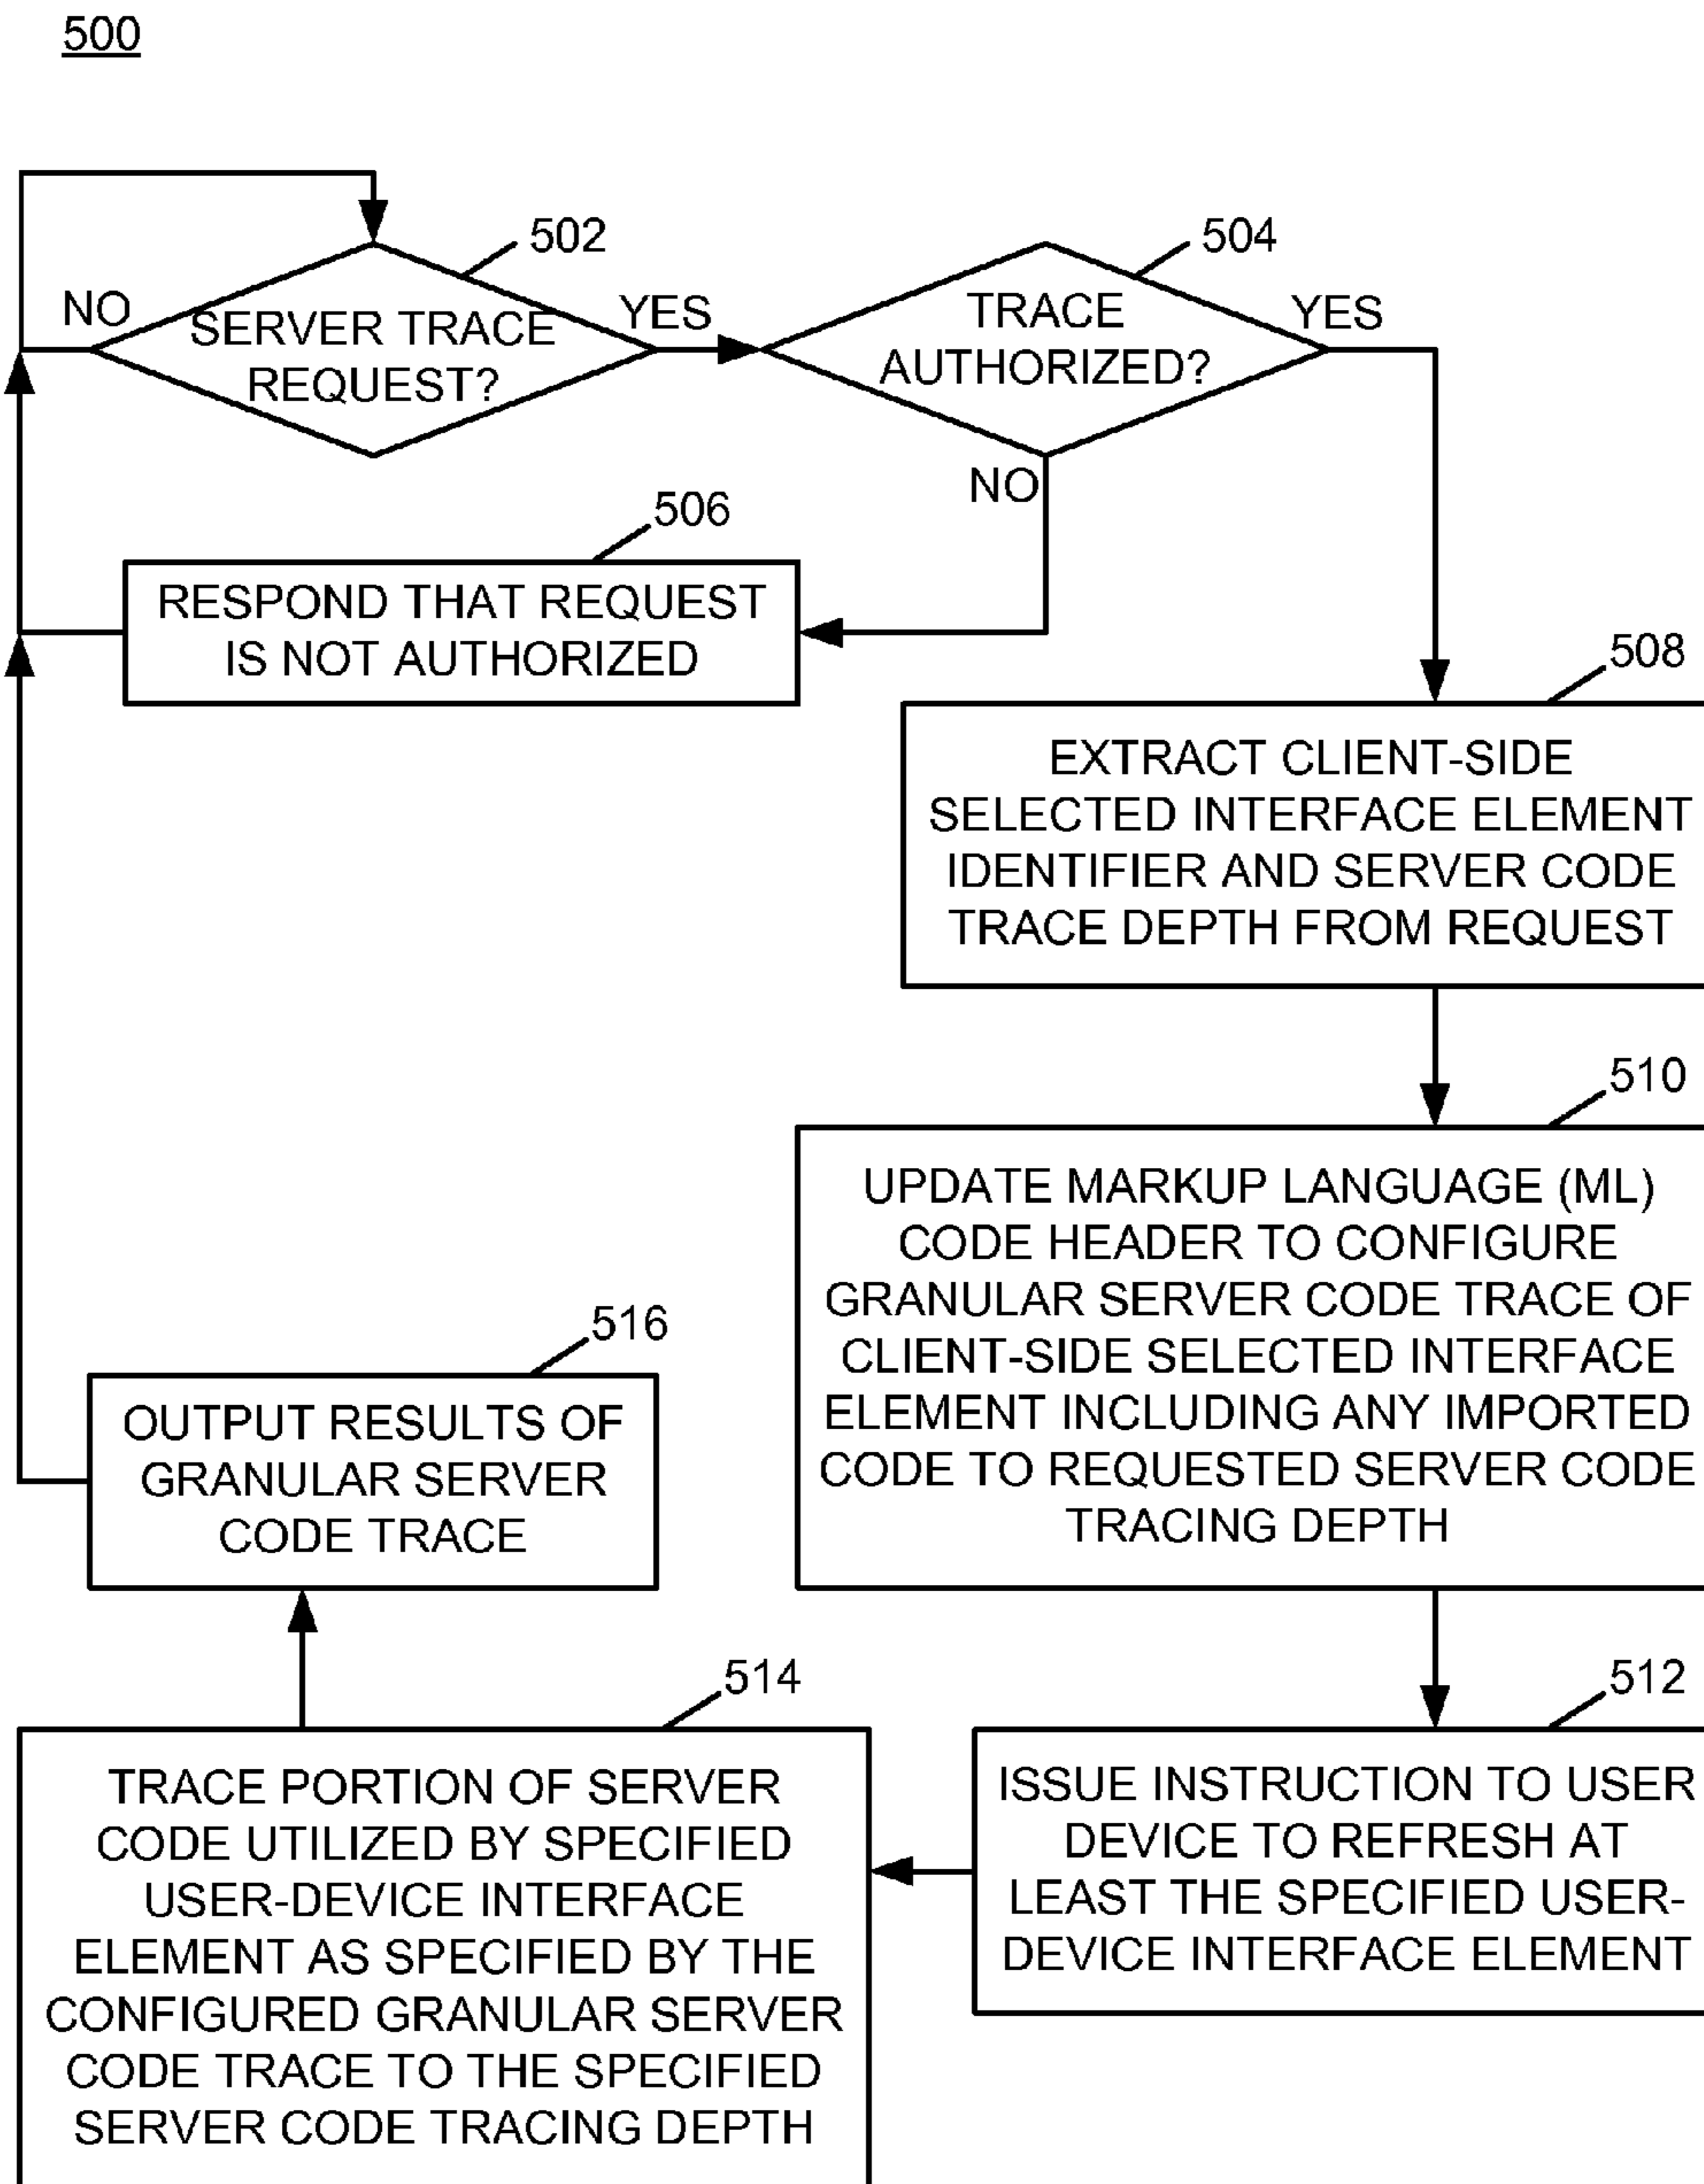 500
502
NO
SERVER TRACE
REQUEST?
YES
504
TRACE
AUTHORIZED?
YES
NO
506
RESPOND THAT REQUEST
IS NOT AUTHORIZED
508
EXTRACT CLIENT-SIDE
SELECTED INTERFACE ELEMENT
IDENTIFIER AND SERVER CODE
TRACE DEPTH FROM REQUEST
510
UPDATE MARKUP LANGUAGE (ML)
CODE HEADER TO CONFIGURE
GRANULAR SERVER CODE TRACE OF
CLIENT-SIDE SELECTED INTERFACE
ELEMENT INCLUDING ANY IMPORTED
CODE TO REQUESTED SERVER CODE
TRACING DEPTH
516
OUTPUT RESULTS OF
GRANULAR SERVER
CODE TRACE
514
TRACE PORTION OF SERVER
CODE UTILIZED BY SPECIFIED
USER-DEVICE INTERFACE
ELEMENT AS SPECIFIED BY THE
CONFIGURED GRANULAR SERVER
CODE TRACE TO THE SPECIFIED
SERVER CODE TRACING DEPTH
512
ISSUE INSTRUCTION TO USER
DEVICE TO REFRESH AT
LEAST THE SPECIFIED USER-
DEVICE INTERFACE ELEMENT